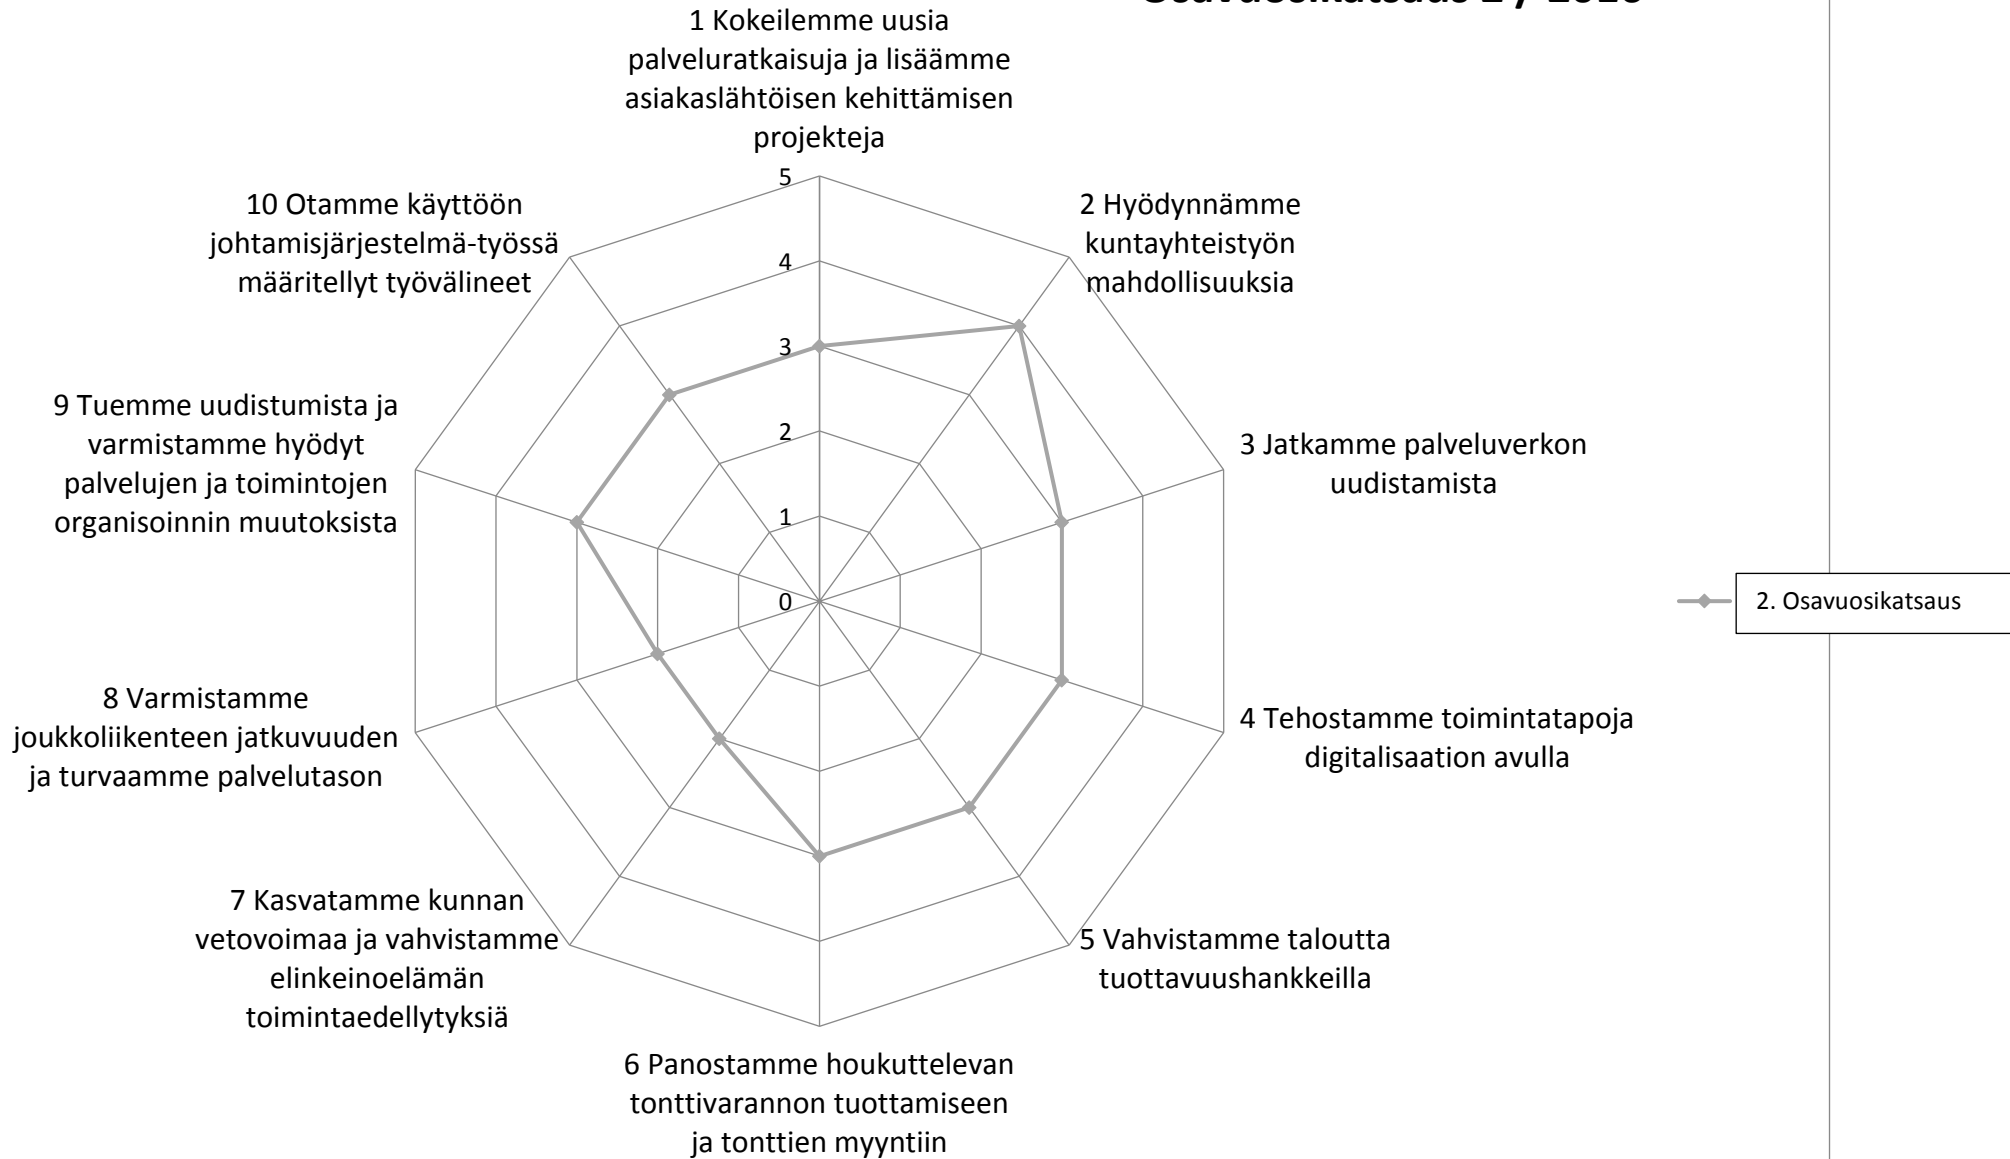 1 Kokeilemme uusia
palveluratkaisuja ja lisäämme
asiakaslähtöisen kehittämisen
projekteja
2 Hyödynnämme
kuntayhteistyön
mahdollisuuksia
3 Jatkamme palveluverkon
uudistamista
4 Tehostamme toimintatapoja
digitalisaation avulla
5 Vahvistamme taloutta
tuottavuushankkeilla
6 Panostamme houkuttelevan
tonttivarannon tuottamiseen
ja tonttien myyntiin
7 Kasvatamme kunnan
vetovoimaa ja vahvistamme
elinkeinoelämän
toimintaedellytyksiä
8 Varmistamme
joukkoliikenteen jatkuvuuden
ja turvaamme palvelutason
9 Tuemme uudistumista ja
varmistamme hyödyt
palvelujen ja toimintojen
organisoinnin muutoksista
10 Otamme käyttöön
johtamisjärjestelmä-työssä
määritellyt työvälineet
5
4
3
2
1
0
2. Osavuosikatsaus